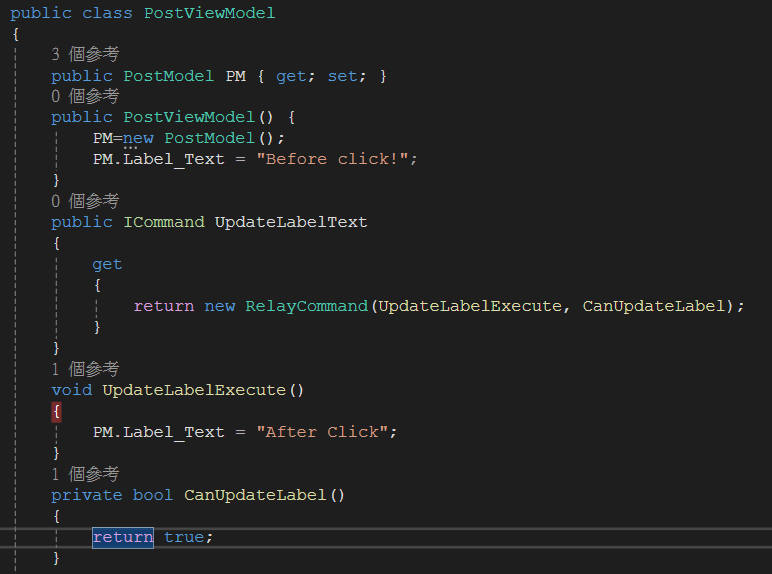 public class PostViewModel
{
3 個參考
public PostModel PM { get; set; }
0 個參考
public PostViewModel() {
PM=new PostModel();
PM.Label_Text = "Before click!";
}
0 個參考
public ICommand UpdateLabelText
{
get
{
return new RelayCommand(UpdateLabelExecute, CanUpdateLabel);
}
}
1 個參考
void UpdateLabelExecute()
{
PM.Label_Text = "After Click";
}
1 個參考
private bool CanUpdateLabel()
{
return true;
}